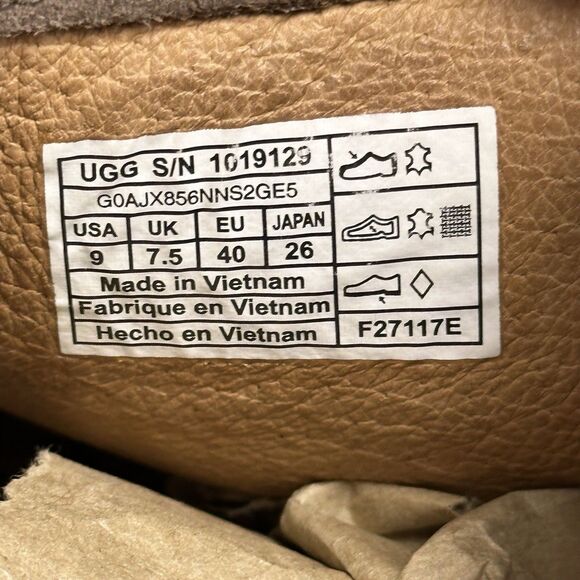 UGG S/N 1019129
G0AJX856NNS2GE5
USA UK EU JAPAN
9 7.5 40 26
Made in Vietnam
Fabrique en Vietnam
Hecho en Vietnam
F27117E